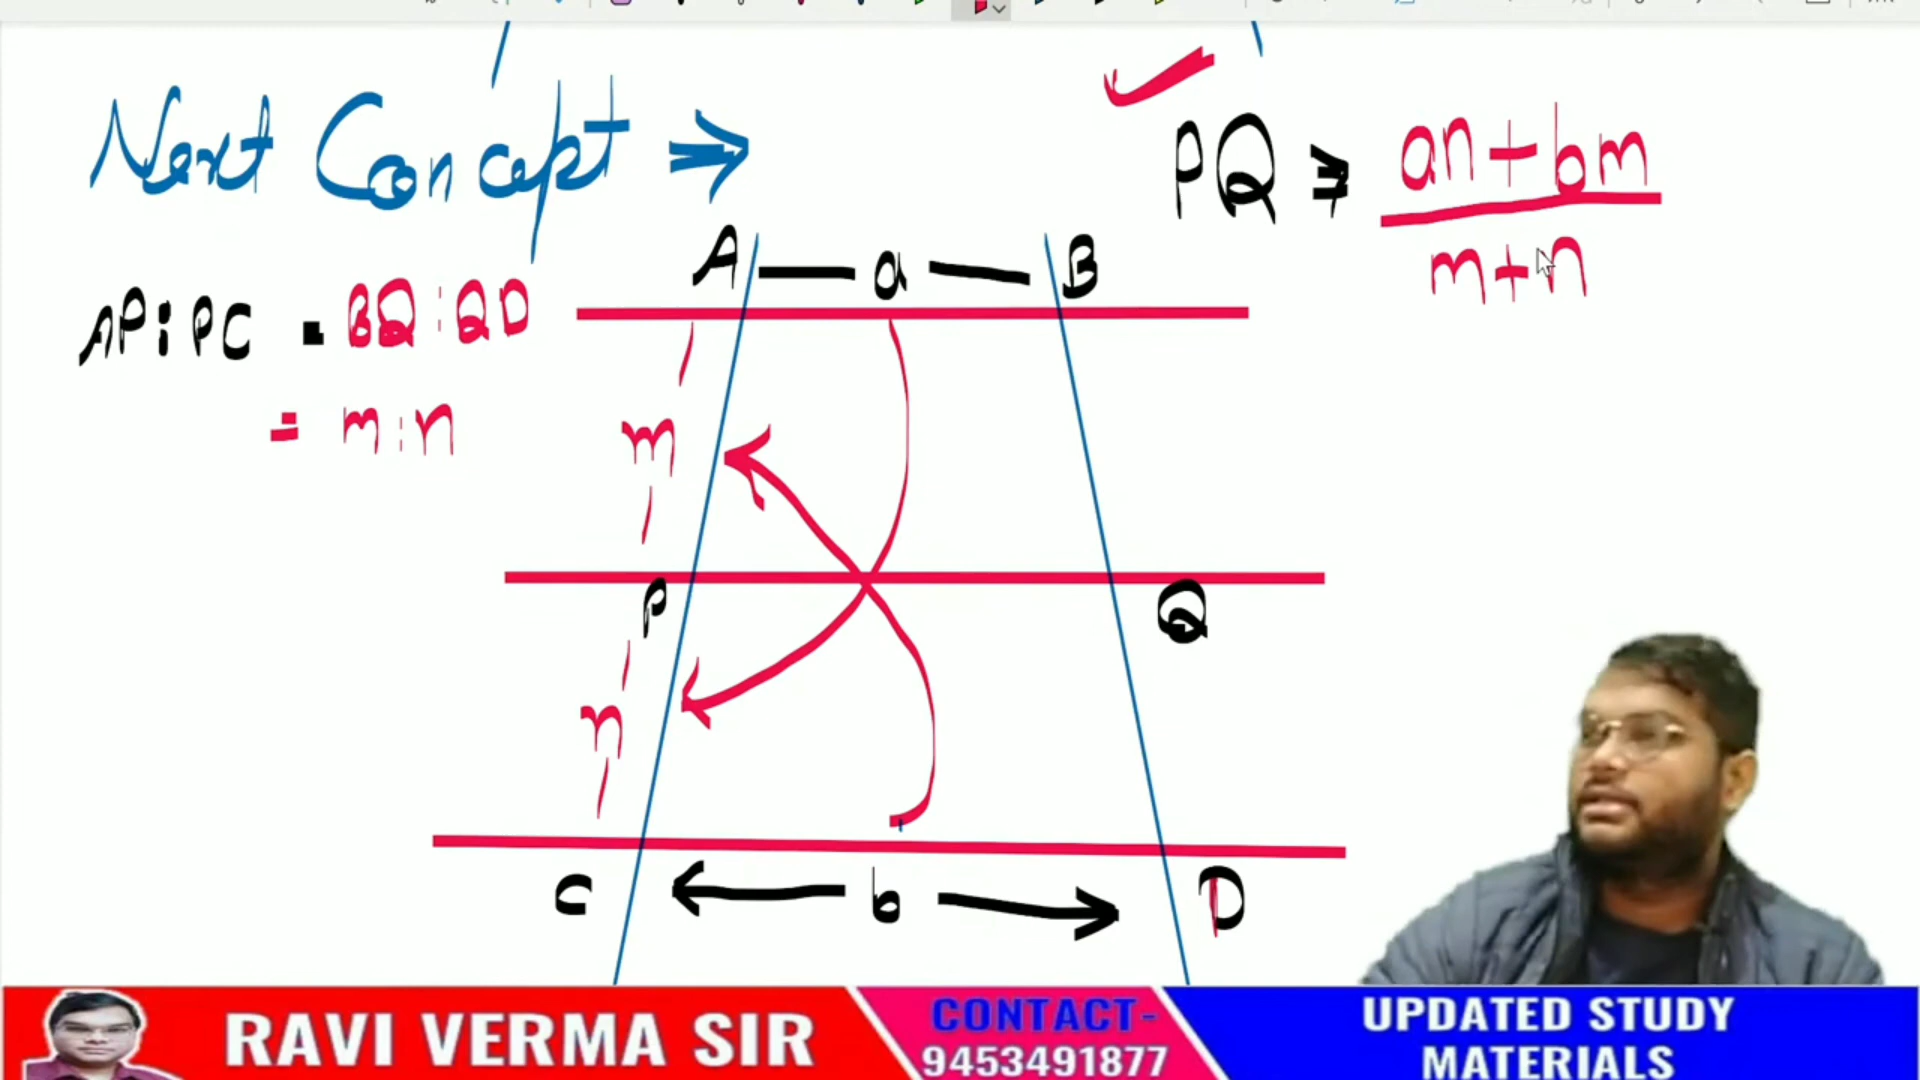 Next Concept ⇒
PQ ⇒ an+bm
m+n
A — a — B
AP:PC = BQ:QD
= m:n
m
P
Q
n
C ← b → D
RAVI VERMA SIR
CONTACT-
9453491877
UPDATED STUDY
MATERIALS